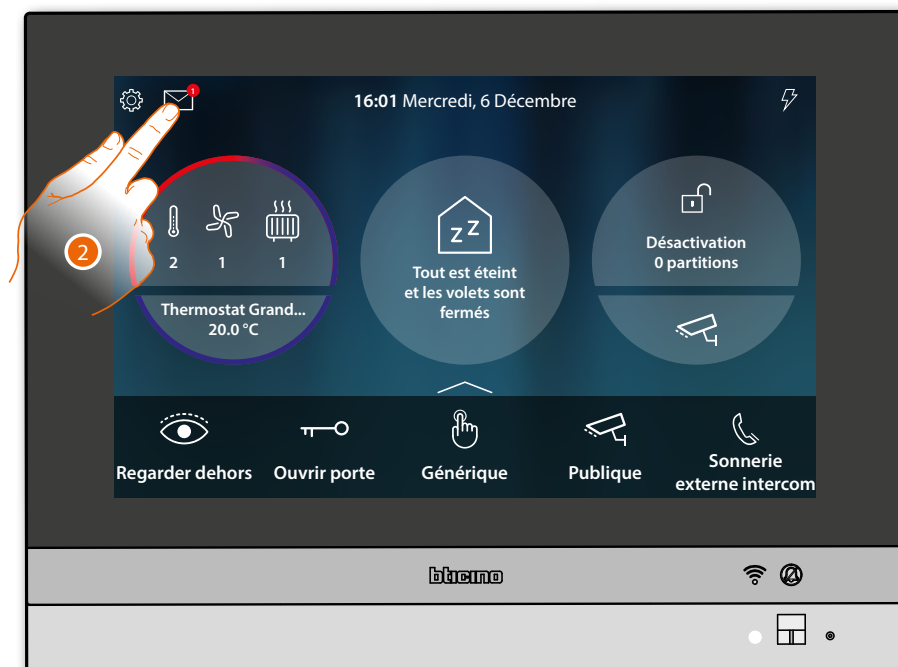 1
16:01 Mercredi, 6 Décembre
2
2 1 1
Thermostat Grand...
20.0 °C
Tout est éteint
et les volets sont
fermés
Désactivation
0 partitions
Regarder dehors
Ouvrir porte
Générique
Publique
Sonnerie
externe intercom
bticino